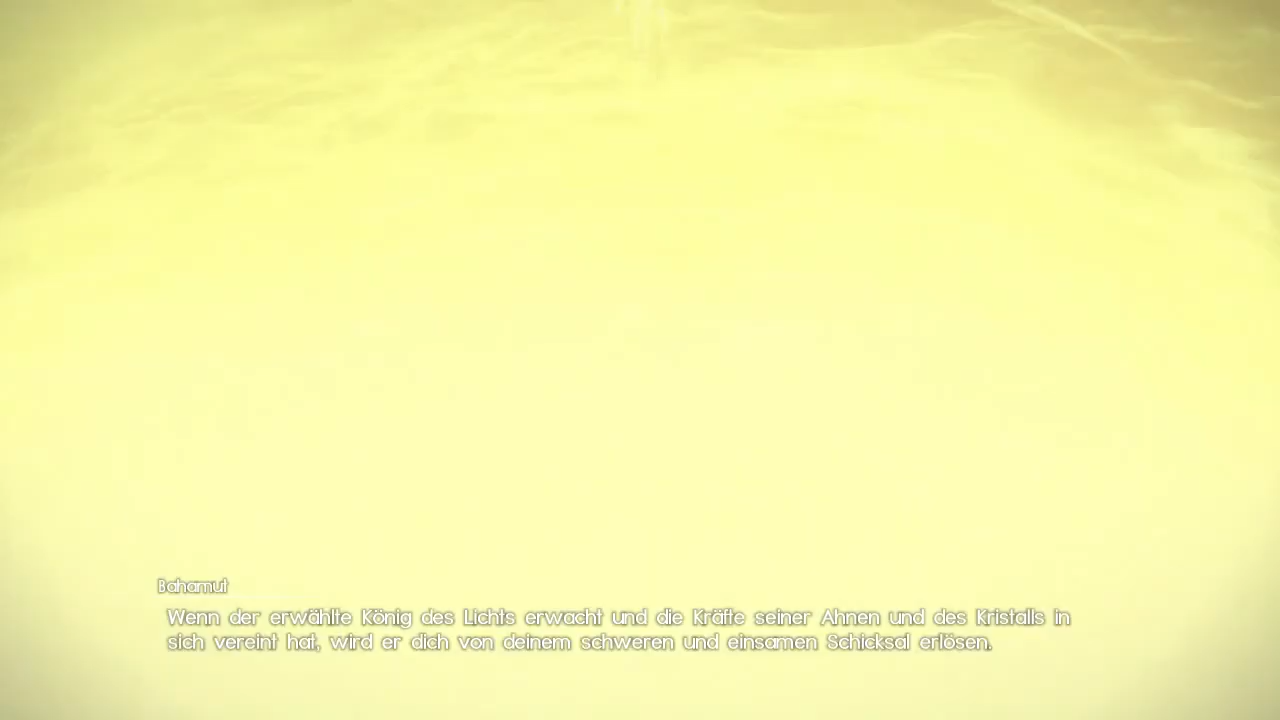 Bahamut
Wenn der erwählte König des Lichts erwacht und die Kräfte seiner Ahnen und des Kristalls in
sich vereint hat, wird er dich von deinem schweren und einsamen Schicksal erlösen.